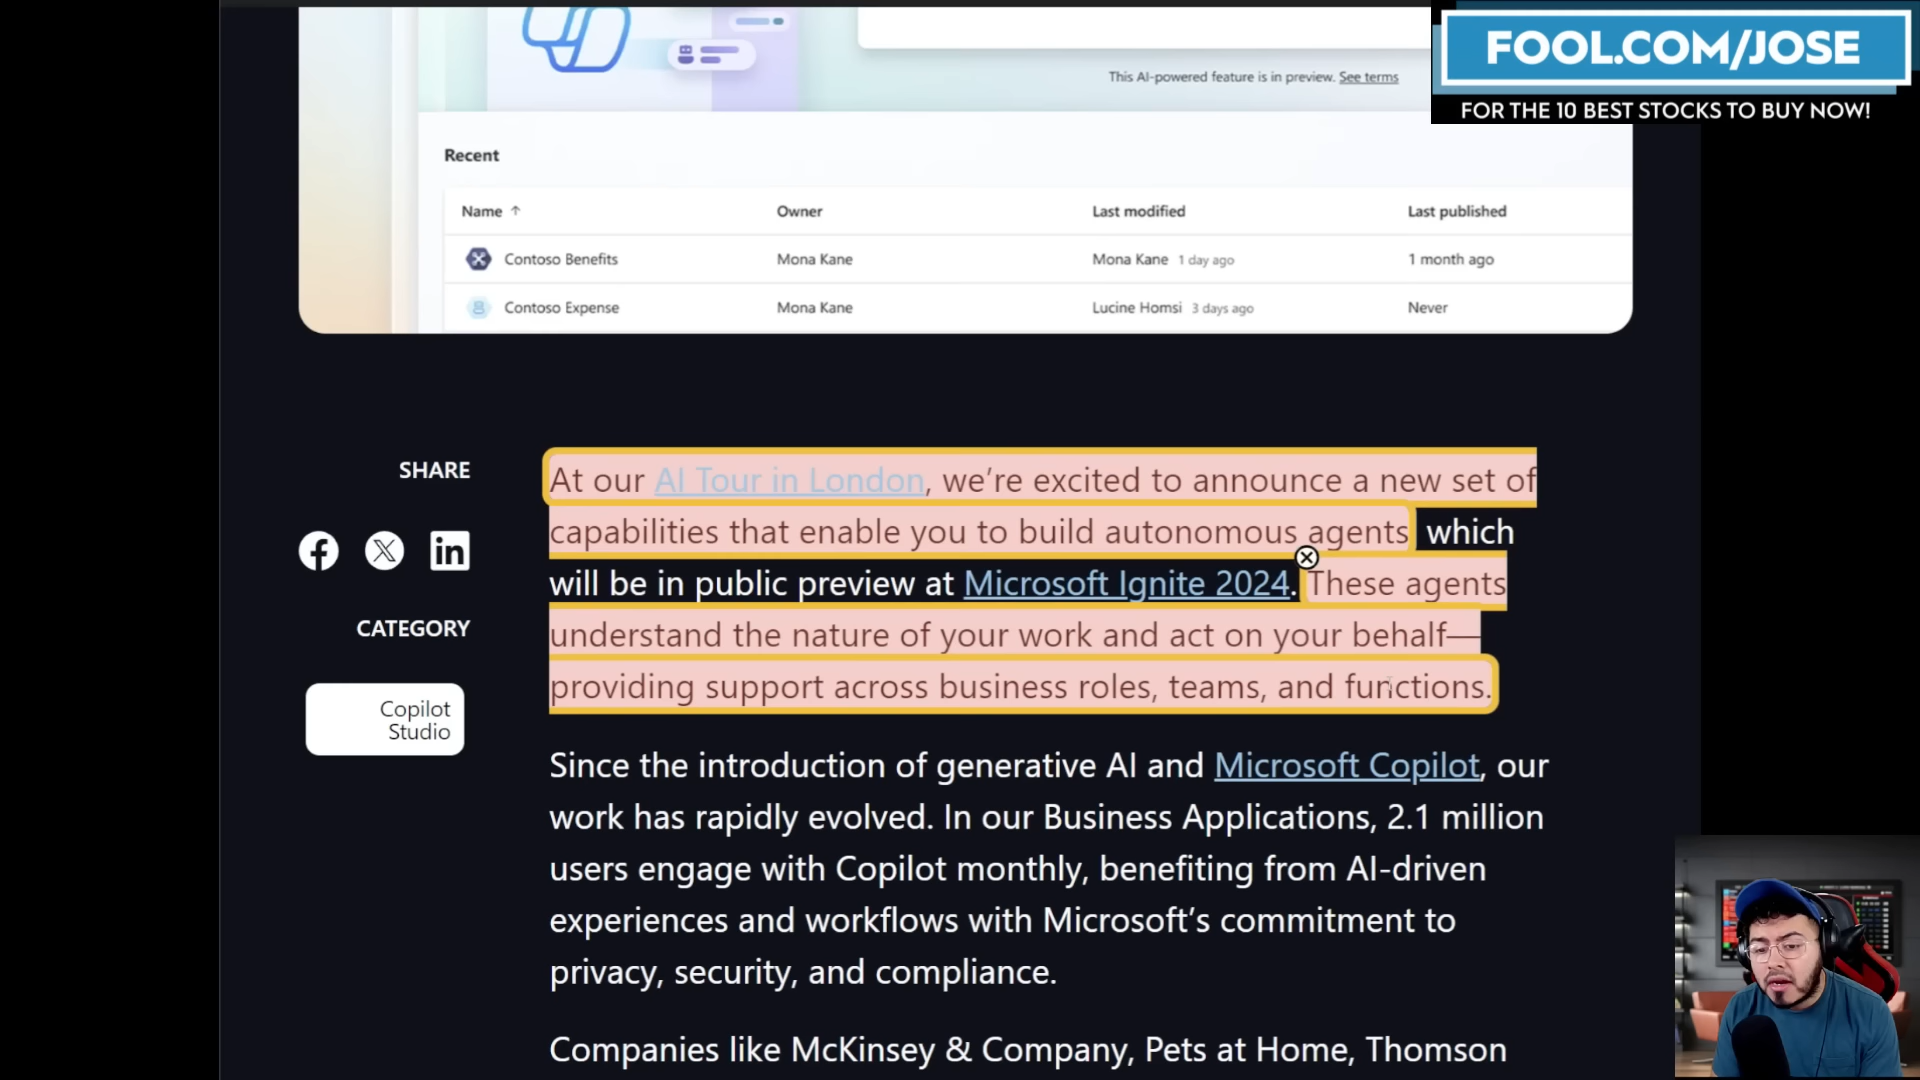 FOOL.COM/JOSE
FOR THE 10 BEST STOCKS TO BUY NOW!
This AI-powered feature is in preview. See terms
Recent
Name ↑ Owner Last modified Last published
Contoso Benefits Mona Kane Mona Kane 1 day ago 1 month ago
Contoso Expense Mona Kane Lucine Homsi 3 days ago Never
SHARE
CATEGORY
Copilot
Studio
At our AI Tour in London, we’re excited to announce a new set of
capabilities that enable you to build autonomous agents which
will be in public preview at Microsoft Ignite 2024. These agents
understand the nature of your work and act on your behalf—
providing support across business roles, teams, and functions.
Since the introduction of generative AI and Microsoft Copilot, our
work has rapidly evolved. In our Business Applications, 2.1 million
users engage with Copilot monthly, benefiting from AI-driven
experiences and workflows with Microsoft’s commitment to
privacy, security, and compliance.
Companies like McKinsey & Company, Pets at Home, Thomson